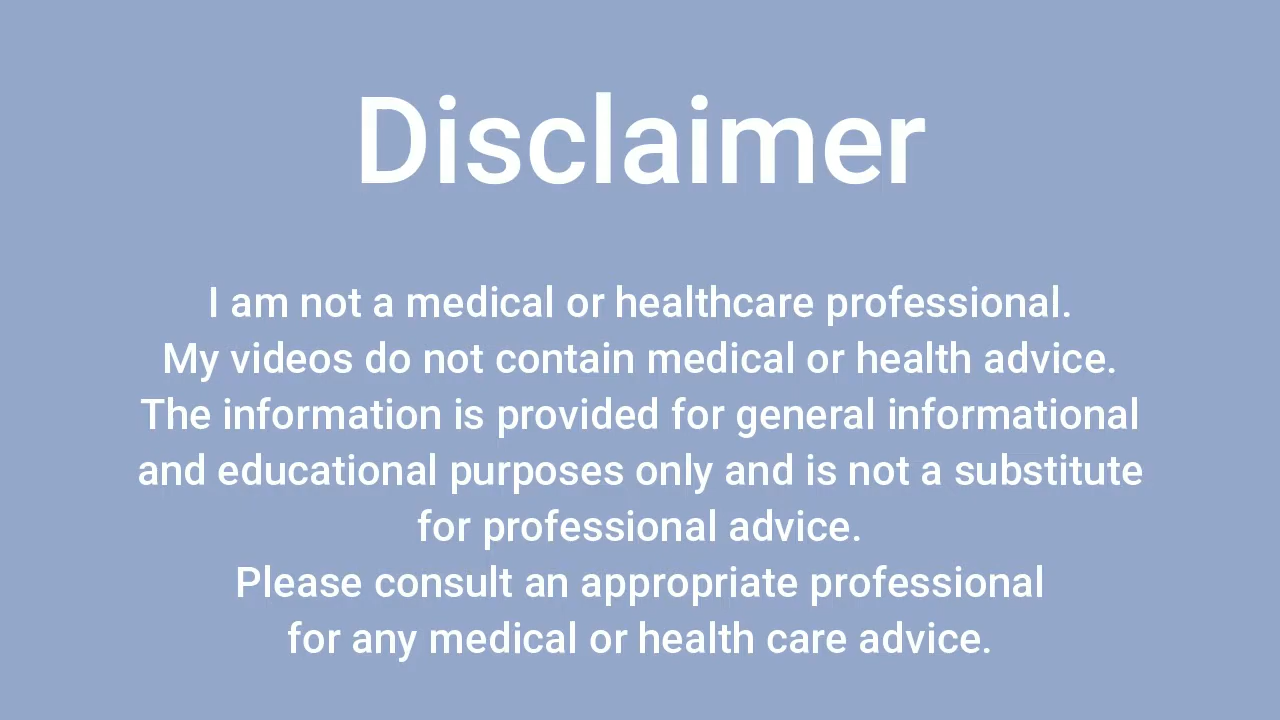 Disclaimer
I am not a medical or healthcare professional.
My videos do not contain medical or health advice.
The information is provided for general informational
and educational purposes only and is not a substitute
for professional advice.
Please consult an appropriate professional
for any medical or health care advice.